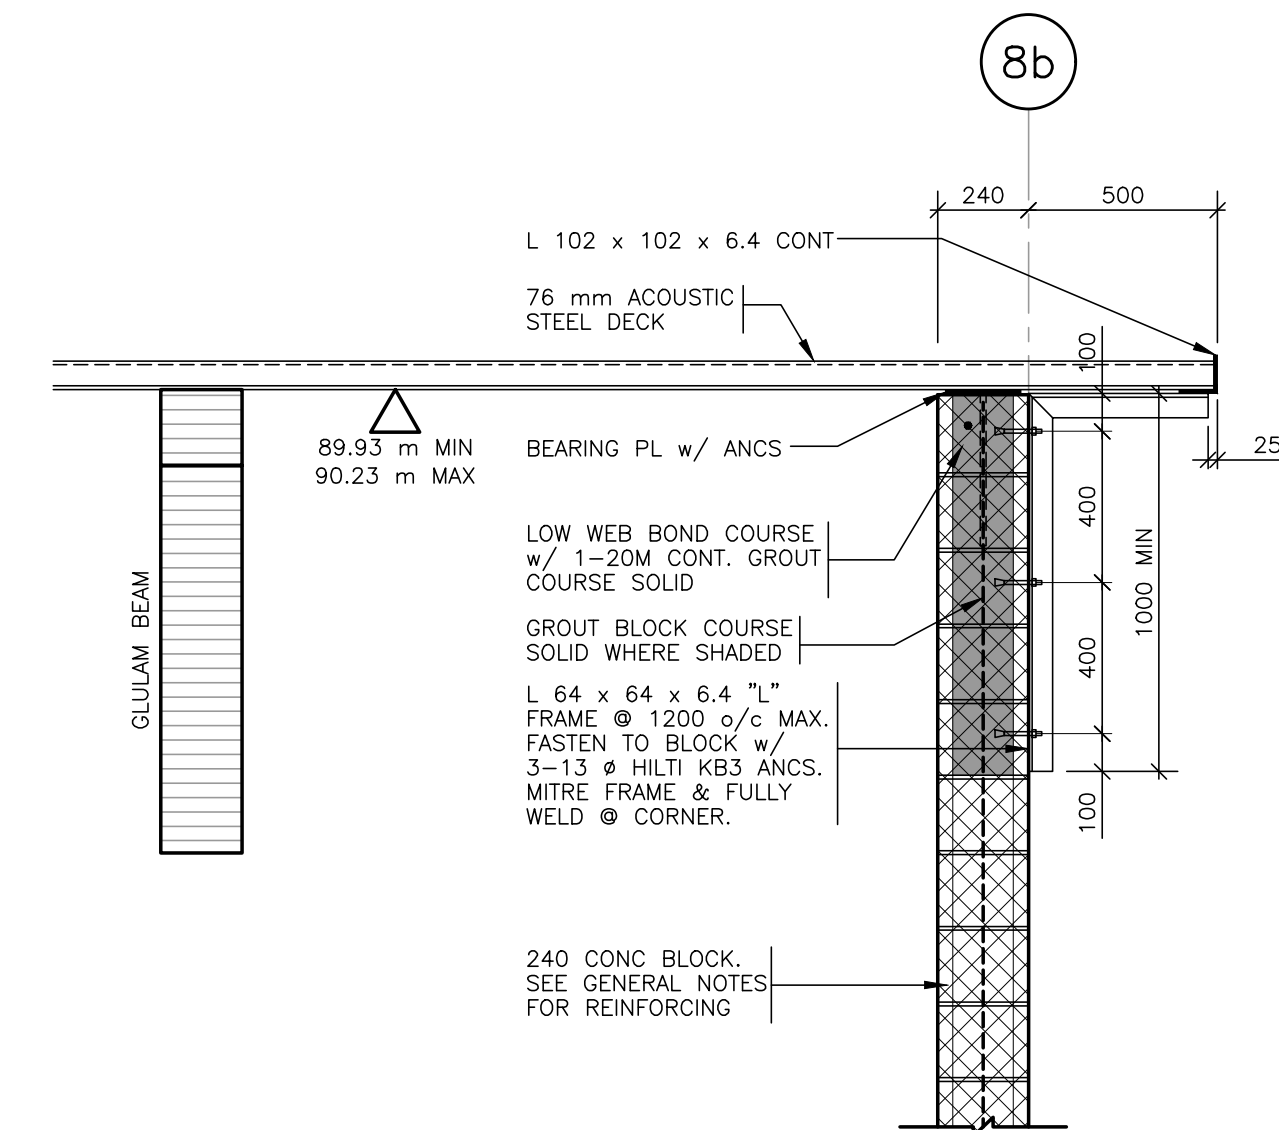 8b
240
500
L 102 x 102 x 6.4 CONT
76 mm ACOUSTIC
STEEL DECK
100
89.93 m MIN
90.23 m MAX
BEARING PL w/ ANCS
25
LOW WEB BOND COURSE
w/ 1-20M CONT. GROUT
COURSE SOLID
400
1000 MIN
GLULAM BEAM
GROUT BLOCK COURSE
SOLID WHERE SHADED
400
L 64 x 64 x 6.4 "L"
FRAME @ 1200 o/c MAX.
FASTEN TO BLOCK w/
3-13 ø HILTI KB3 ANCS.
MITRE FRAME & FULLY
WELD @ CORNER.
100
240 CONC BLOCK.
SEE GENERAL NOTES
FOR REINFORCING